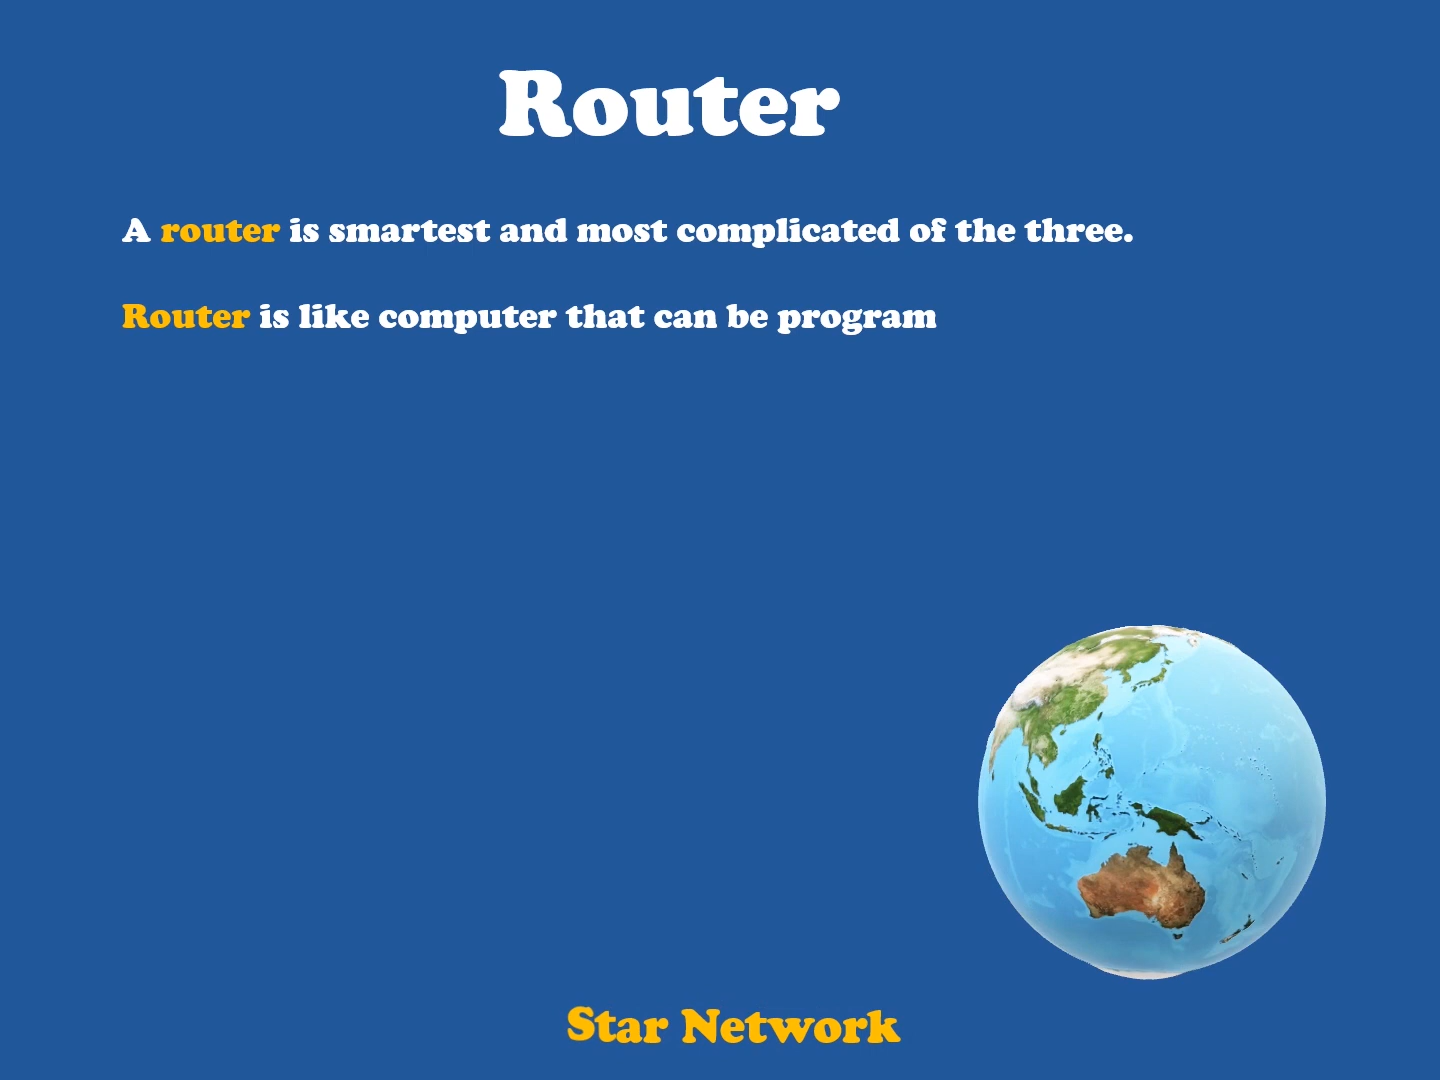 Router
A router is smartest and most complicated of the three.
Router is like computer that can be program
Star Network